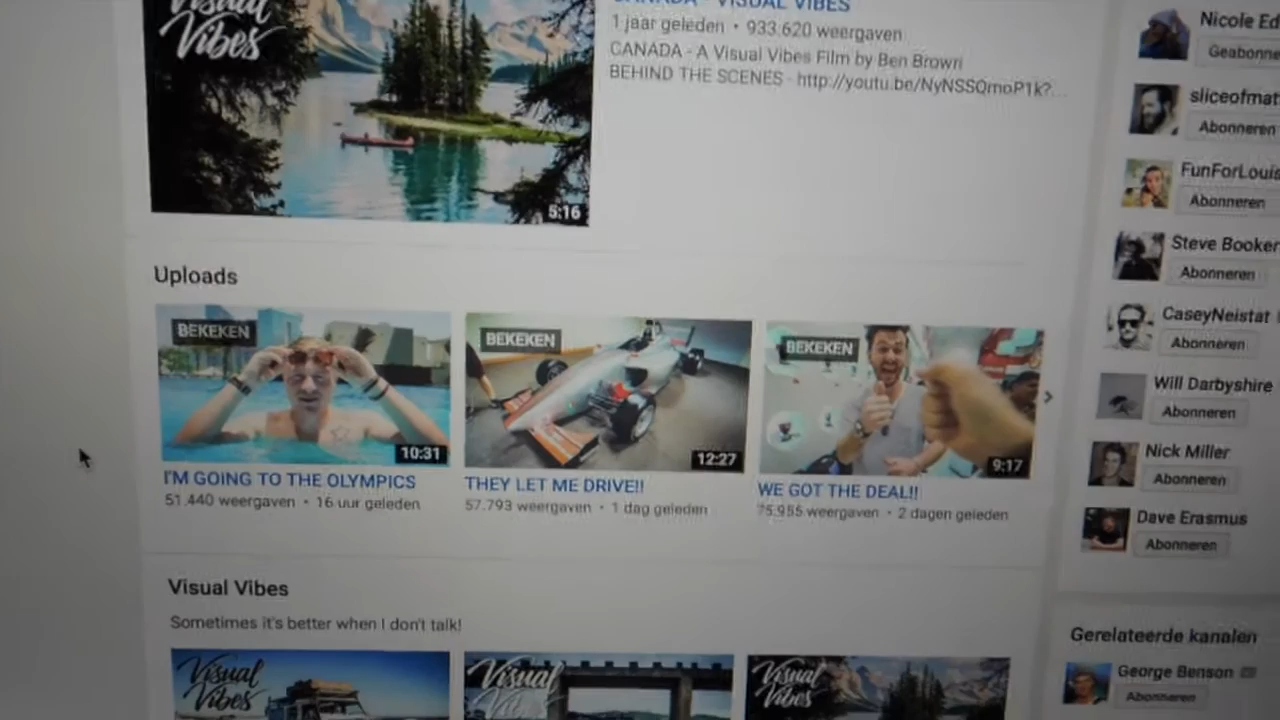 Visual
Vibes
CANADA - VISUAL VIBES
1 jaar geleden • 933.620 weergaven
CANADA - A Visual Vibes Film by Ben Brown
BEHIND THE SCENES - http://youtu.be/NyNSSQmoP1k?...
5:16
Uploads
BEKEKEN
10:31
I'M GOING TO THE OLYMPICS
51.440 weergaven • 16 uur geleden
BEKEKEN
12:27
THEY LET ME DRIVE!!
57.793 weergaven • 1 dag geleden
BEKEKEN
9:17
WE GOT THE DEAL!!
75.955 weergaven • 2 dagen geleden
Visual Vibes
Sometimes it's better when I don't talk!
Visual
Vibes
Visual
Vibes
Visual
Vibes
Nicole Ed
Geabonne
sliceofmat
Abonneren
FunForLouis
Abonneren
Steve Booker
Abonneren
CaseyNeistat
Abonneren
Will Darbyshire
Abonneren
Nick Miller
Abonneren
Dave Erasmus
Abonneren
Gerelateerde kanalen
George Benson
Abonneren